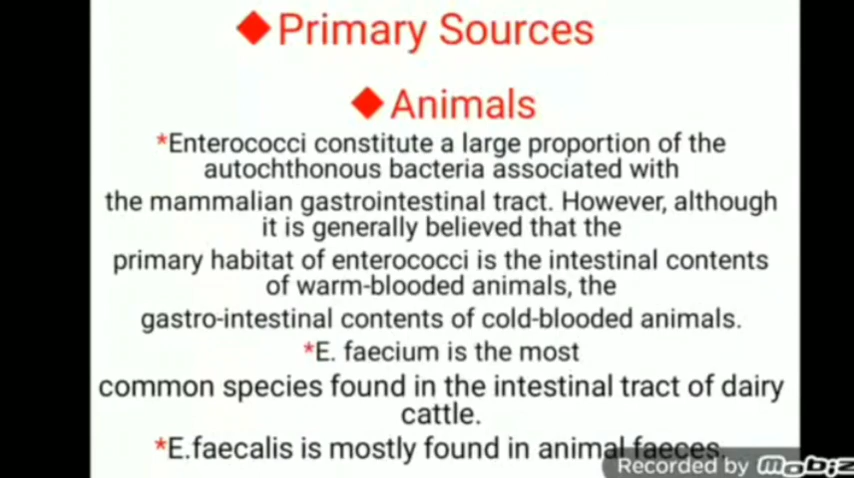 ◆Primary Sources
◆Animals
*Enterococci constitute a large proportion of the
autochthonous bacteria associated with
the mammalian gastrointestinal tract. However, although
it is generally believed that the
primary habitat of enterococci is the intestinal contents
of warm-blooded animals, the
gastro-intestinal contents of cold-blooded animals.
*E. faecium is the most
common species found in the intestinal tract of dairy
cattle.
*E.faecalis is mostly found in animal faeces.
Recorded by mobiz